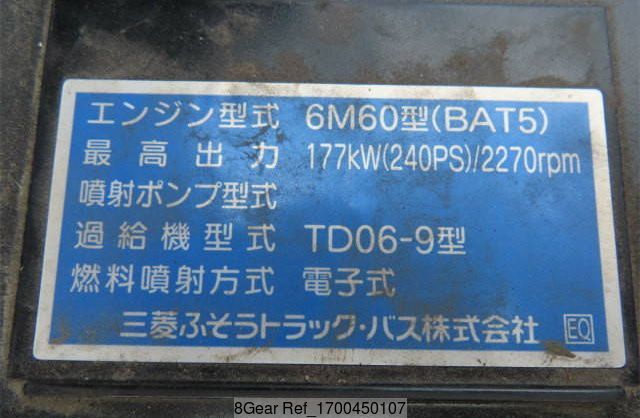 エンジン型式 6M60型(BAT5)
最高出力 177kW(240PS)/2270rpm
噴射ポンプ型式
過給機型式 TD06-9型
燃料噴射方式 電子式
三菱ふそうトラック・バス株式会社 EQ
8Gear Ref_1700450107